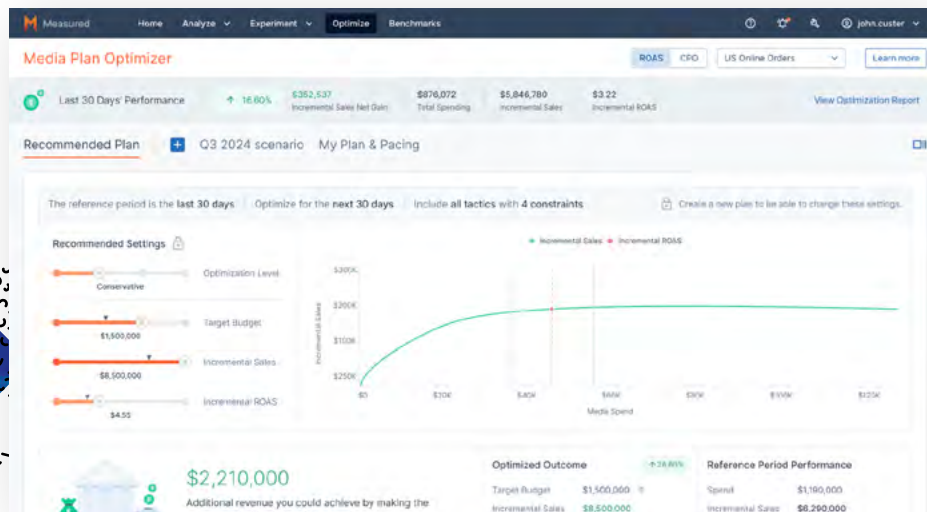 Measured Home Analyze Experiment Optimize Benchmarks john.custer
Media Plan Optimizer ROAS CPO US Online Orders Learn more
Last 30 Days' Performance 16.60% $352,537 $876,072 $5,846,780 $3.22
Incremental Sales Net Gain Total Spending Incremental Sales Incremental ROAS
View Optimization Report
Recommended Plan Q3 2024 scenario My Plan & Pacing
The reference period is the last 30 days Optimize for the next 30 days Include all tactics with 4 constraints Create a new plan to be able to change these settings.
Recommended Settings
Incremental Sales Incremental ROAS
Optimization Level
Conservative
Target Budget
$1,500,000
Incremental Sales
$8,500,000
Incremental ROAS
$4.55
Incremental Sales
$300K
$200K
$100K
$250K
$0
Media Spend
$2,210,000
Additional revenue you could achieve by making the
Optimized Outcome
Target Budget $1,500,000
Incremental Sales $8,500,000
Reference Period Performance
Spend $1,190,000
Incremental Sales $6,290,000